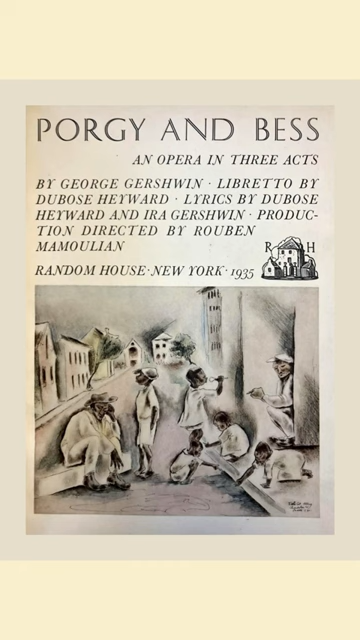 PORGY AND BESS
AN OPERA IN THREE ACTS
BY GEORGE GERSHWIN · LIBRETTO BY
DUBOSE HEYWARD · LYRICS BY DUBOSE
HEYWARD AND IRA GERSHWIN · PRODUC-
TION DIRECTED BY ROUBEN
MAMOULIAN
R H
RANDOM HOUSE · NEW YORK · 1935